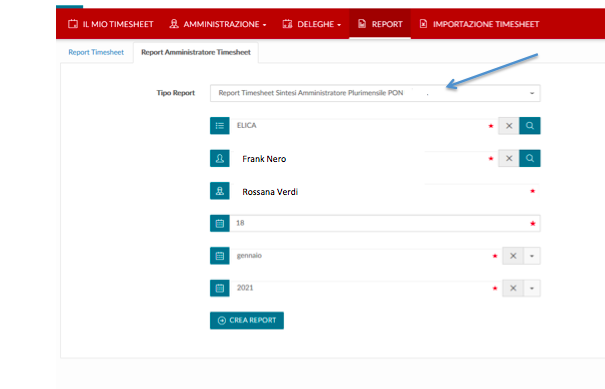 IL MIO TIMESHEET AMMINISTRAZIONE DELEGHE REPORT IMPORTAZIONE TIMESHEET
Report Timesheet Report Amministratore Timesheet
Tipo Report Report Timesheet Sintesi Amministratore Plurimensile PON
ELICA
Frank Nero
Rossana Verdi
18
gennaio
2021
CREA REPORT